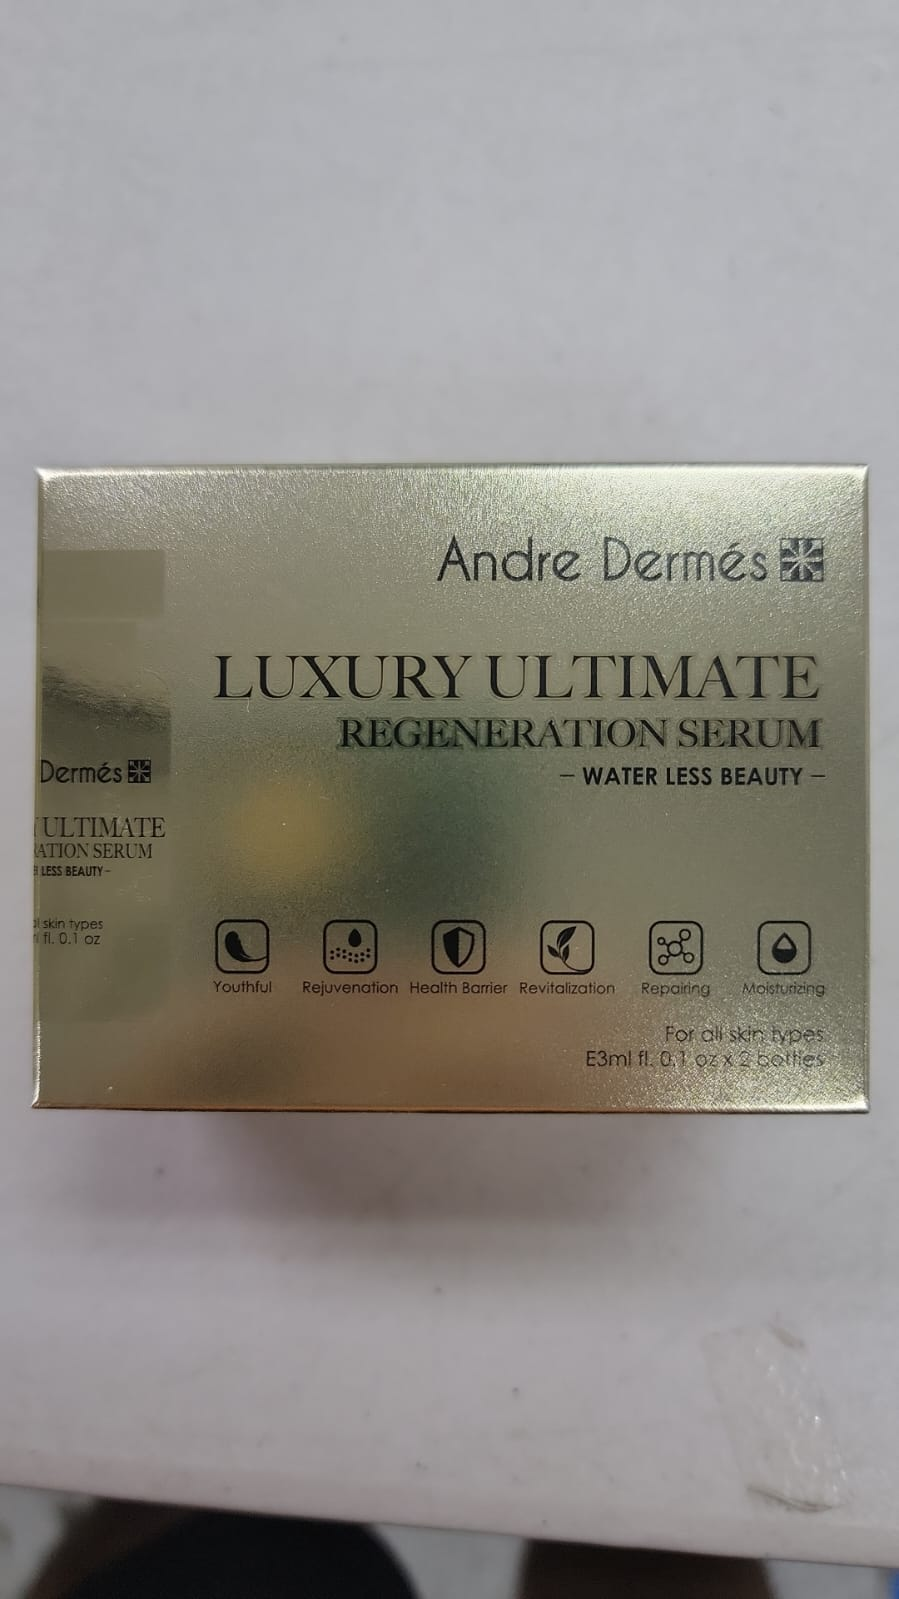 Andre Dermés
LUXURY ULTIMATE
REGENERATION SERUM
– WATER LESS BEAUTY –
Youthful Rejuvenation Health Barrier Revitalization Repairing Moisturizing
For all skin types
E3ml fl. 0.1 oz x 2 bottles
Dermés
ULTIMATE
RATION SERUM
LESS BEAUTY –
skin types
fl. 0.1 oz